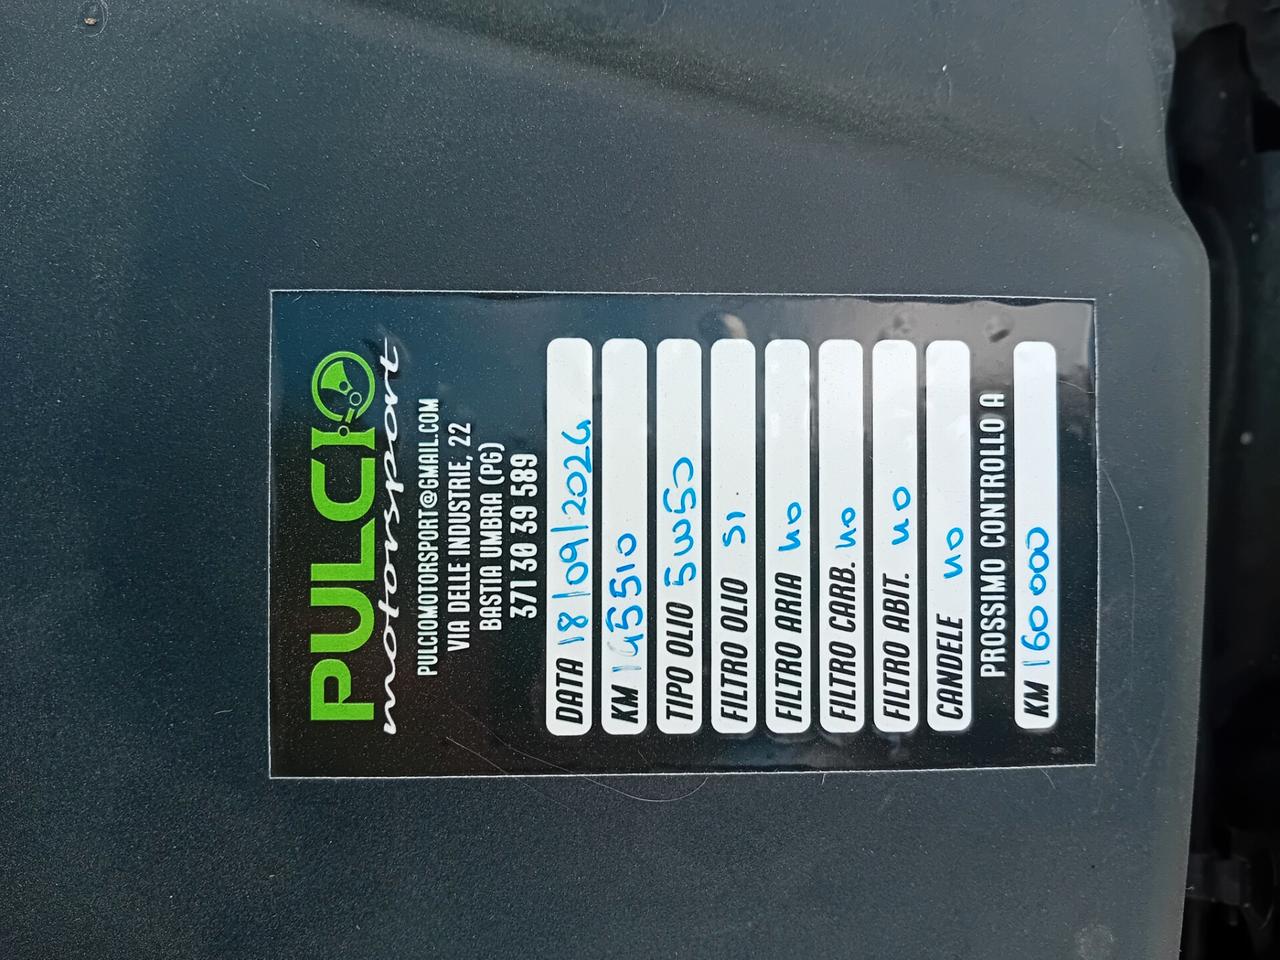 PULCIO
motorsport
PULCIOMOTORSPORT@GMAIL.COM
VIA DELLE INDUSTRIE, 22
BASTIA UMBRA (PG)
371 30 39 589
DATA 18/09/2024
KM 145510
TIPO OLIO 5W50
FILTRO OLIO SI
FILTRO ARIA NO
FILTRO CARB. NO
FILTRO ABIT. NO
CANDELE NO
PROSSIMO CONTROLLO A
KM 160000